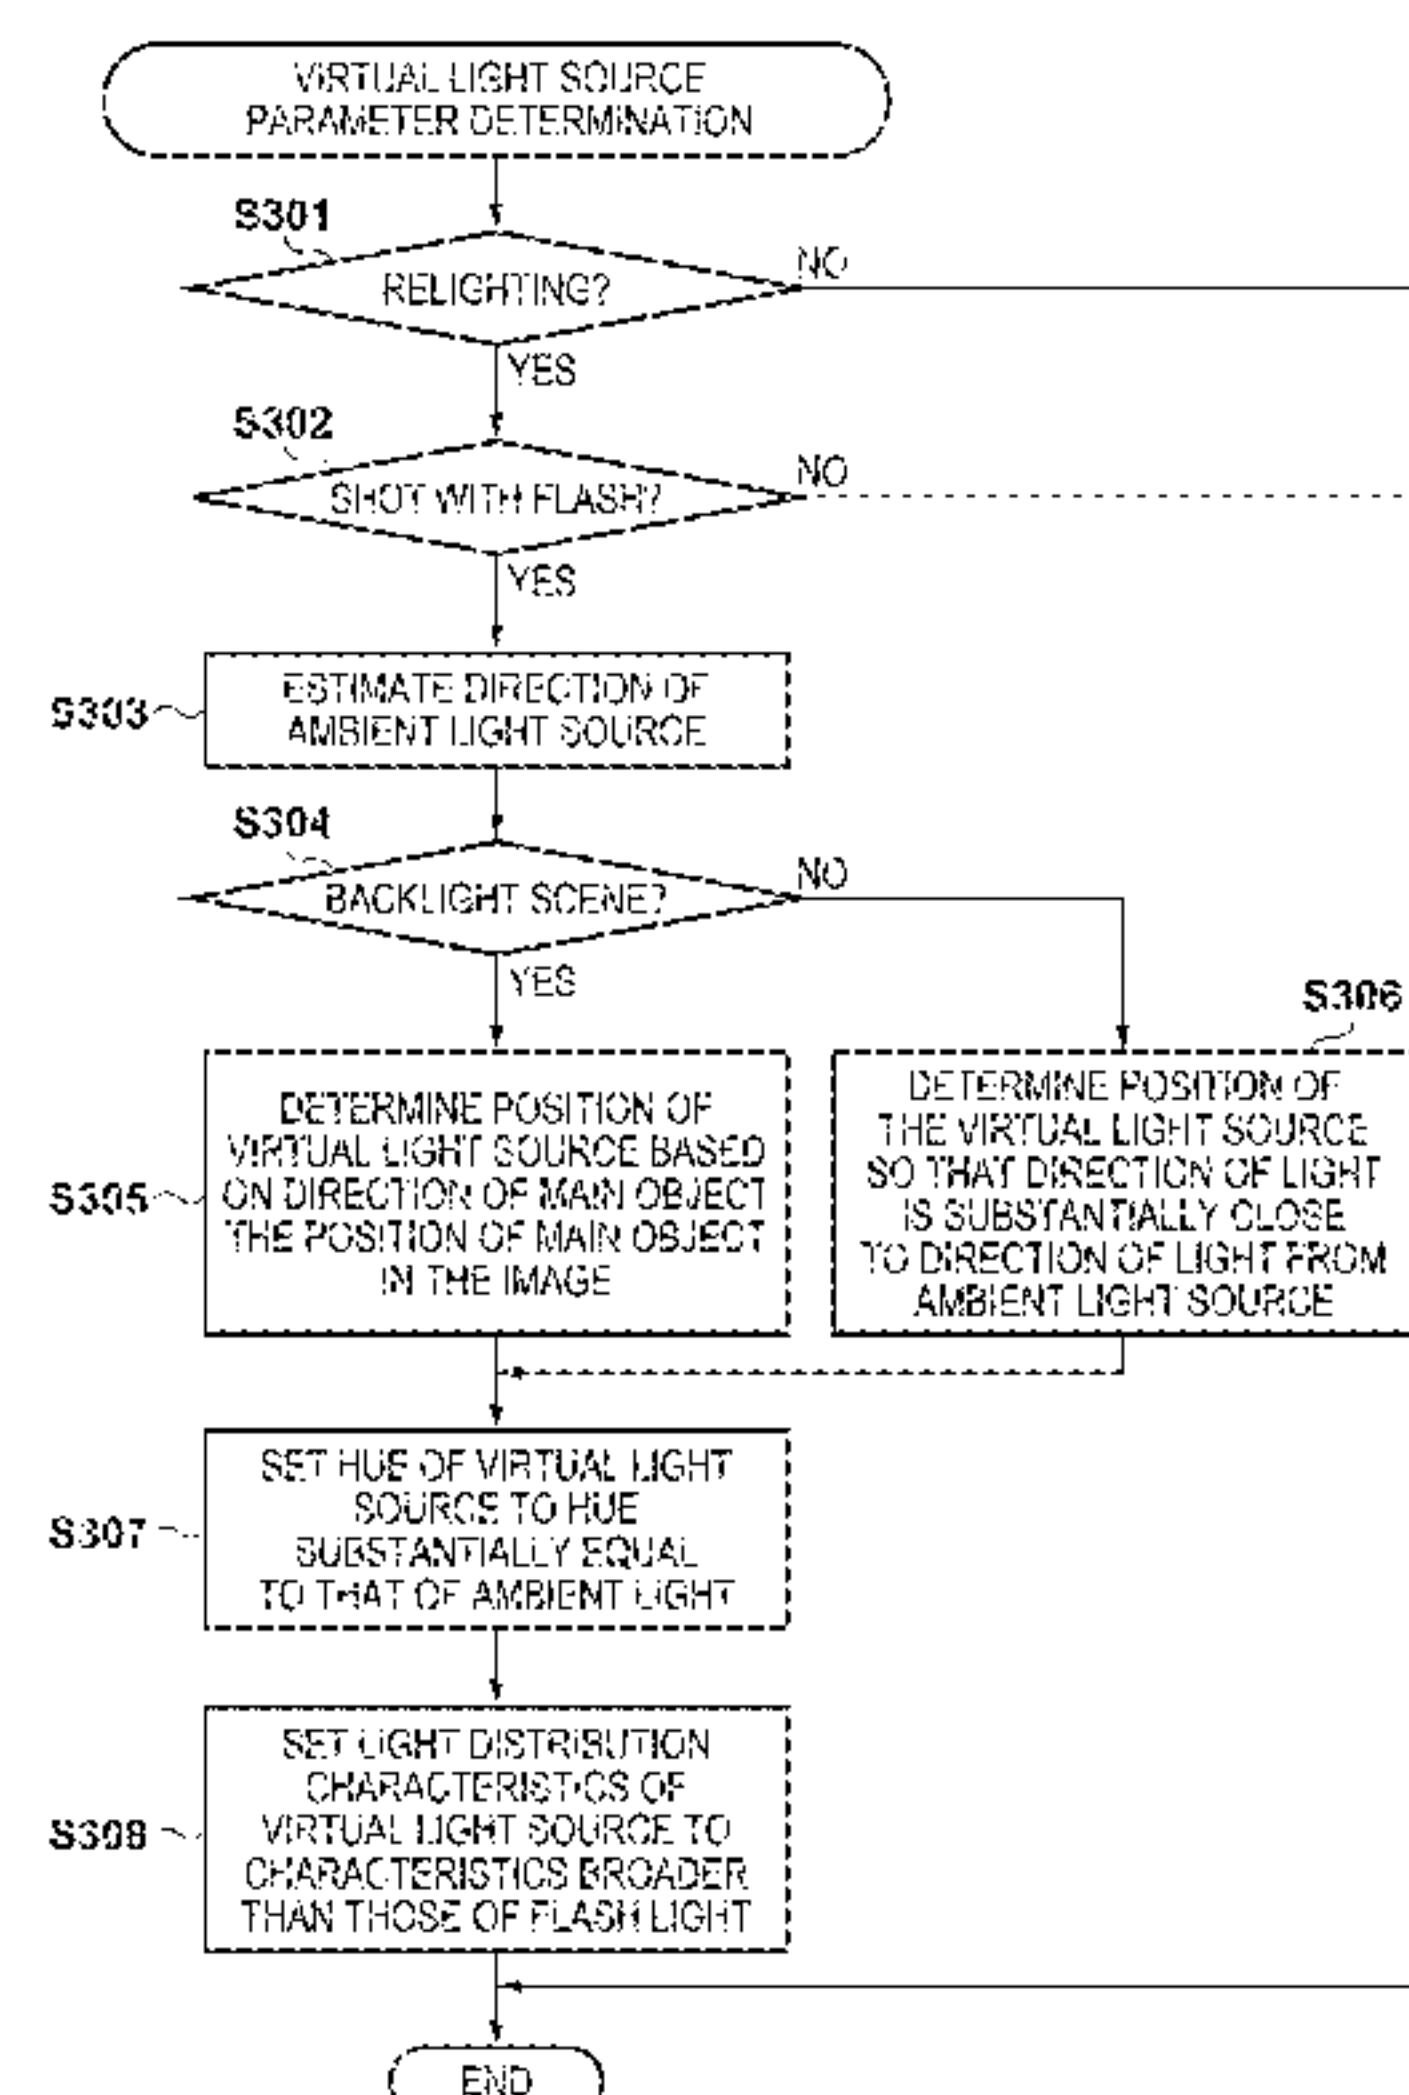 VIRTUAL LIGHT SOURCE
PARAMETER DETERMINATION
S301
RELIGHTING?
NO
YES
S302
SHOT WITH FLASH?
NO
YES
S303
ESTIMATE DIRECTION OF
AMBIENT LIGHT SOURCE
S304
BACKLIGHT SCENE?
NO
YES
S305
DETERMINE POSITION OF
VIRTUAL LIGHT SOURCE BASED
ON DIRECTION OF MAIN OBJECT
THE POSITION OF MAIN OBJECT
IN THE IMAGE
S306
DETERMINE POSITION OF
THE VIRTUAL LIGHT SOURCE
SO THAT DIRECTION OF LIGHT
IS SUBSTANTIALLY CLOSE
TO DIRECTION OF LIGHT FROM
AMBIENT LIGHT SOURCE
S307
SET HUE OF VIRTUAL LIGHT
SOURCE TO HUE
SUBSTANTIALLY EQUAL
TO THAT OF AMBIENT LIGHT
S308
SET LIGHT DISTRIBUTION
CHARACTERISTICS OF
VIRTUAL LIGHT SOURCE TO
CHARACTERISTICS BROADER
THAN THOSE OF FLASH LIGHT
END